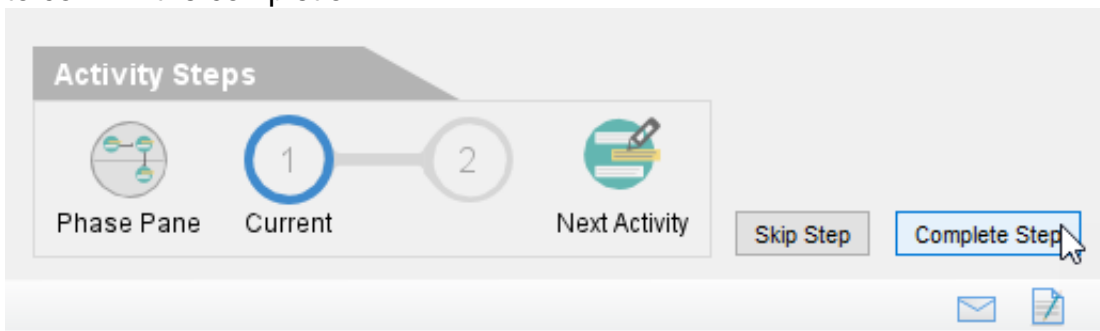 Activity Steps
1
2
Phase Pane
Current
Next Activity
Skip Step
Complete Step